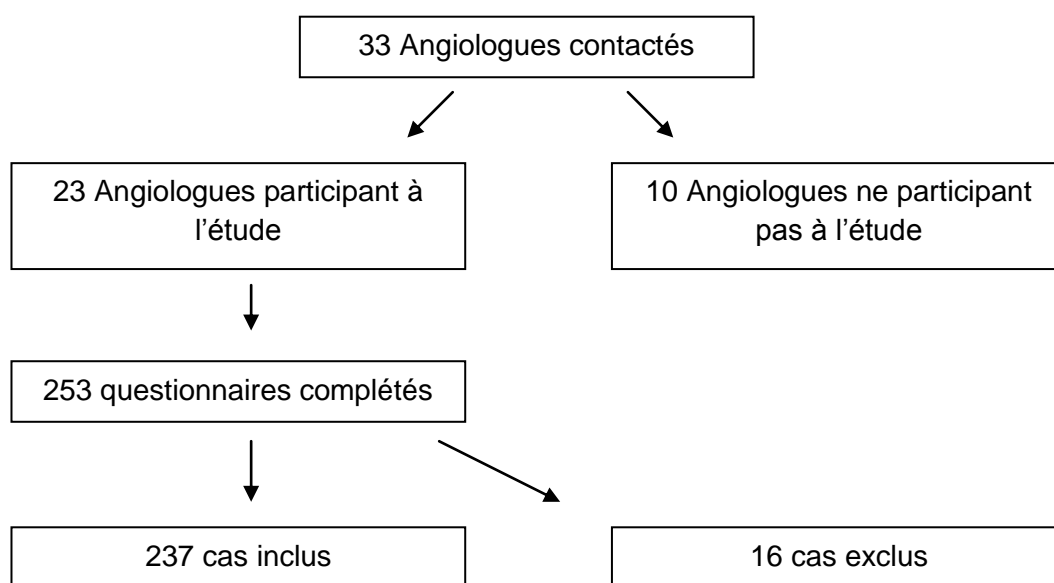 33 Angiologues contactés
23 Angiologues participant à
l’étude
10 Angiologues ne participant
pas à l’étude
253 questionnaires complétés
237 cas inclus
16 cas exclus